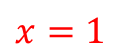 x = 1